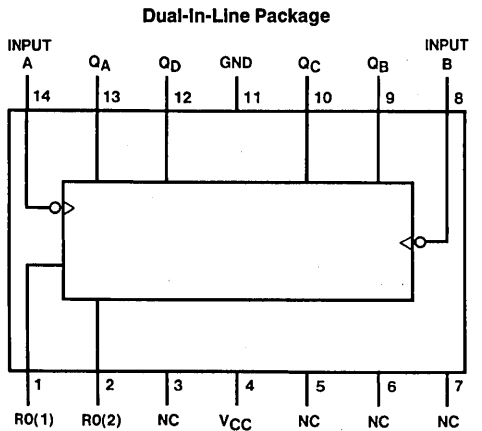 Dual-In-Line Package
INPUT A QA QD GND QC QB INPUT B
14 13 12 11 10 9 8
1 2 3 4 5 6 7
R0(1) R0(2) NC VCC NC NC NC